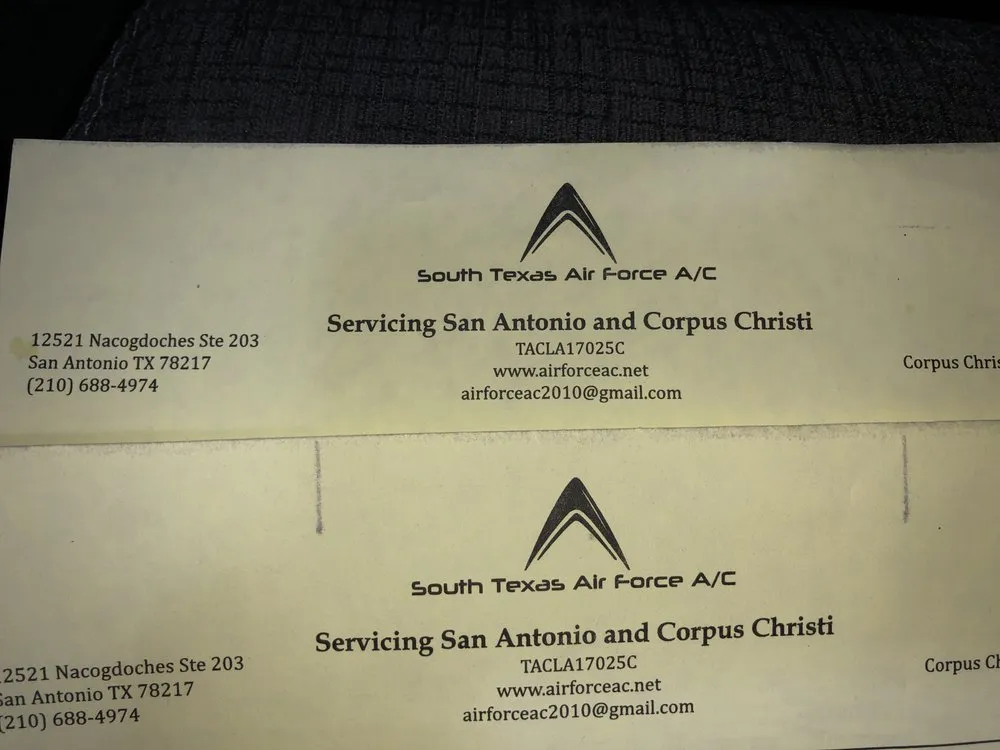 South Texas Air Force A/C
Servicing San Antonio and Corpus Christi
TACLA17025C
www.airforceac.net
airforceac2010@gmail.com
12521 Nacogdoches Ste 203
San Antonio TX 78217
(210) 688-4974
Corpus
South Texas Air Force A/C
Servicing San Antonio and Corpus Christi
TACLA17025C
www.airforceac.net
airforceac2010@gmail.com
2521 Nacogdoches Ste 203
San Antonio TX 78217
(210) 688-4974
Corpus